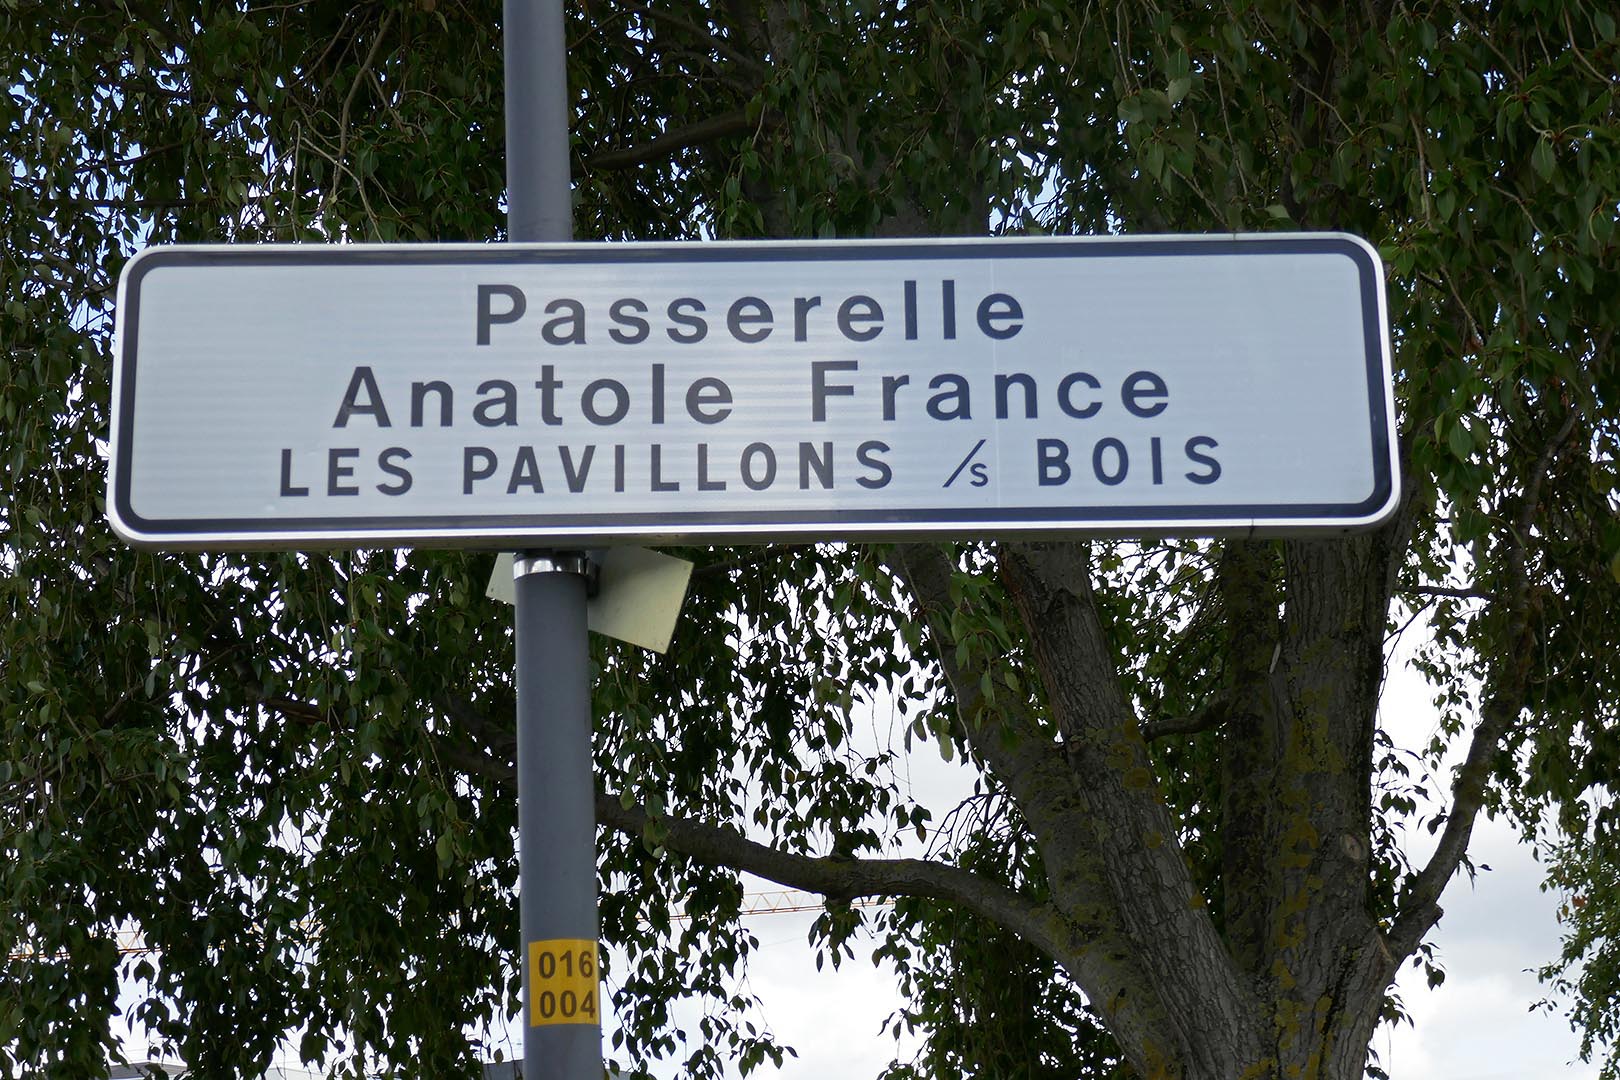 Passerelle
Anatole France
LES PAVILLONS /s BOIS
016
004